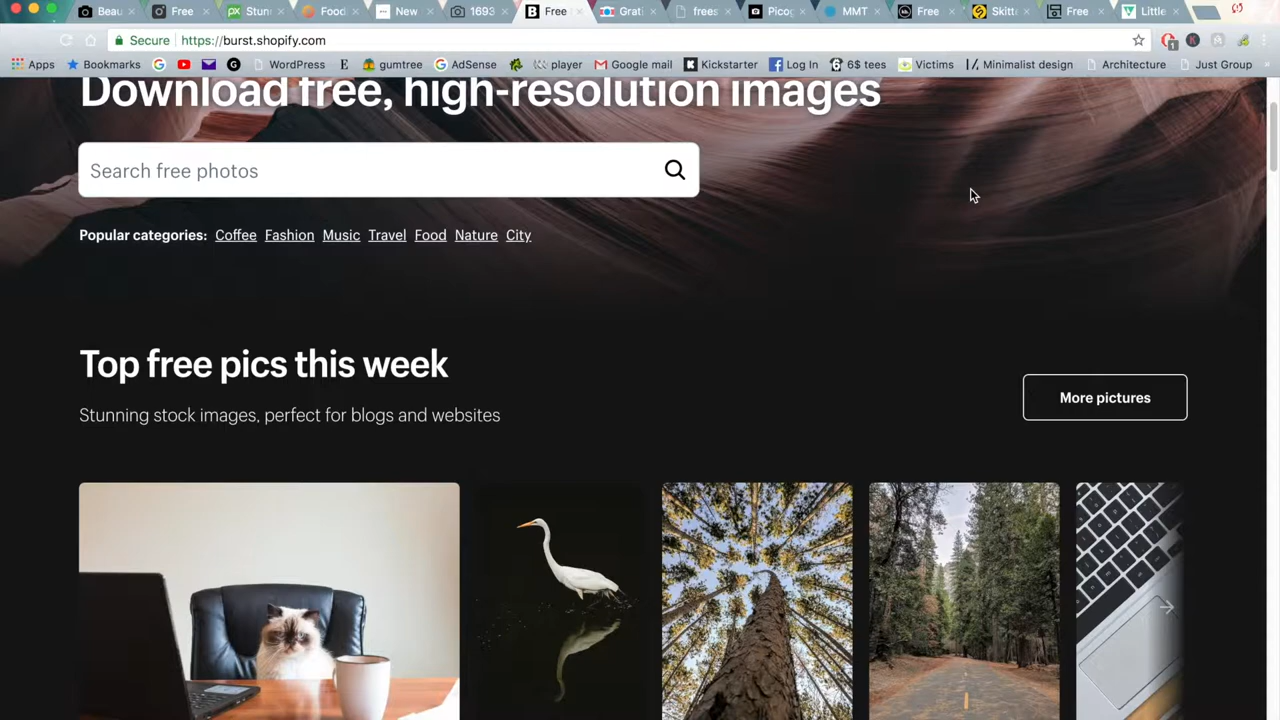 Beau
Free
Stun
Food
New
1693
Free
Grati
frees
Picog
MMT
Free
Skitt
Free
Little
Secure
https://burst.shopify.com
1
Apps
Bookmarks
G
WordPress
E
gumtree
AdSense
player
Google mail
Kickstarter
Log In
6$ tees
Victims
Minimalist design
Architecture
Just Group
»
Download free, high-resolution images
Search free photos
Popular categories: Coffee Fashion Music Travel Food Nature City
Top free pics this week
Stunning stock images, perfect for blogs and websites
More pictures